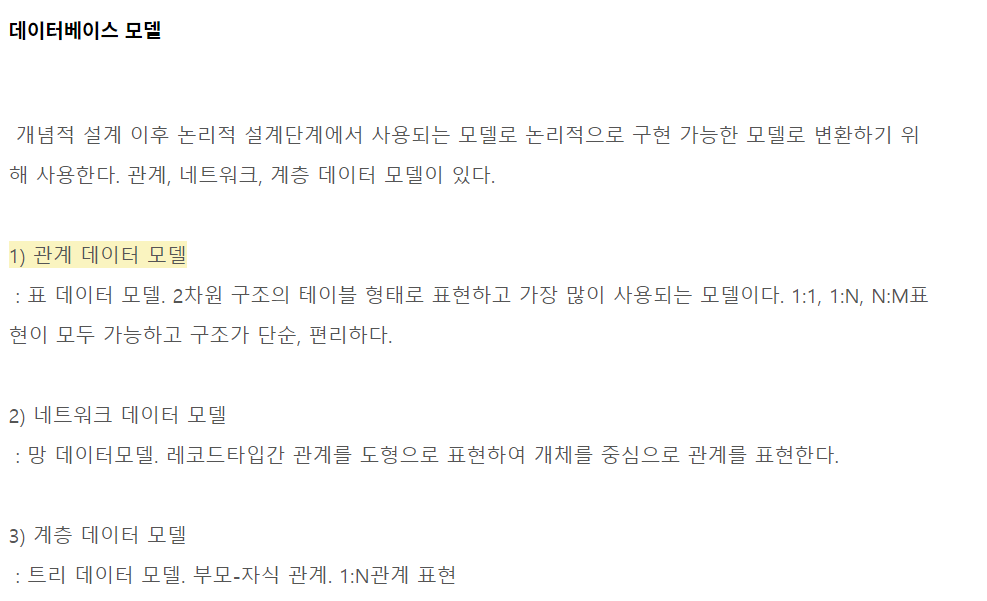 데이터베이스 모델
개념적 설계 이후 논리적 설계단계에서 사용되는 모델로 논리적으로 구현 가능한 모델로 변환하기 위
해 사용한다. 관계, 네트워크, 계층 데이터 모델이 있다.
1) 관계 데이터 모델
: 표 데이터 모델. 2차원 구조의 테이블 형태로 표현하고 가장 많이 사용되는 모델이다. 1:1, 1:N, N:M표
현이 모두 가능하고 구조가 단순, 편리하다.
2) 네트워크 데이터 모델
: 망 데이터모델. 레코드타입간 관계를 도형으로 표현하여 개체를 중심으로 관계를 표현한다.
3) 계층 데이터 모델
: 트리 데이터 모델. 부모-자식 관계. 1:N관계 표현